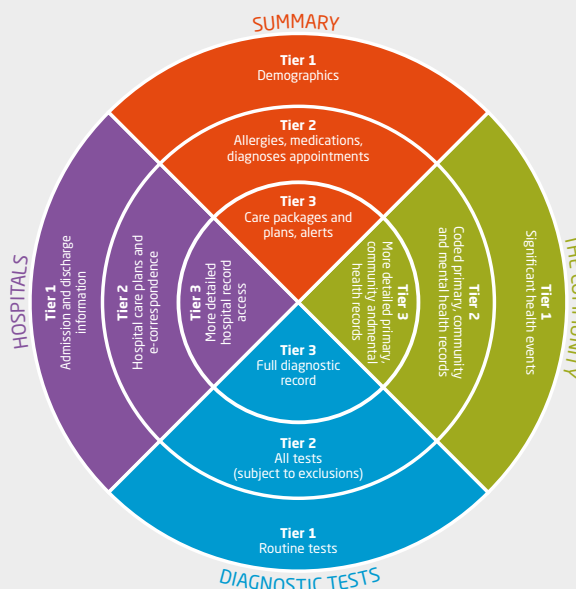 SUMMARY
Tier 1
Demographics
Tier 2
Allergies, medications,
diagnoses appointments
Tier 3
Care packages and
plans, alerts
HOSPITALS
Tier 1
Admission and discharge
information
Tier 2
Hospital care plans and
e-correspondence
Tier 3
More detailed
hospital record
access
THE COMMUNITY
Tier 1
Significant health events
Tier 2
Coded primary, community
and mental health records
Tier 3
More detailed primary,
community andmental
health records
Tier 3
Full diagnostic
record
Tier 2
All tests
(subject to exclusions)
Tier 1
Routine tests
DIAGNOSTIC TESTS